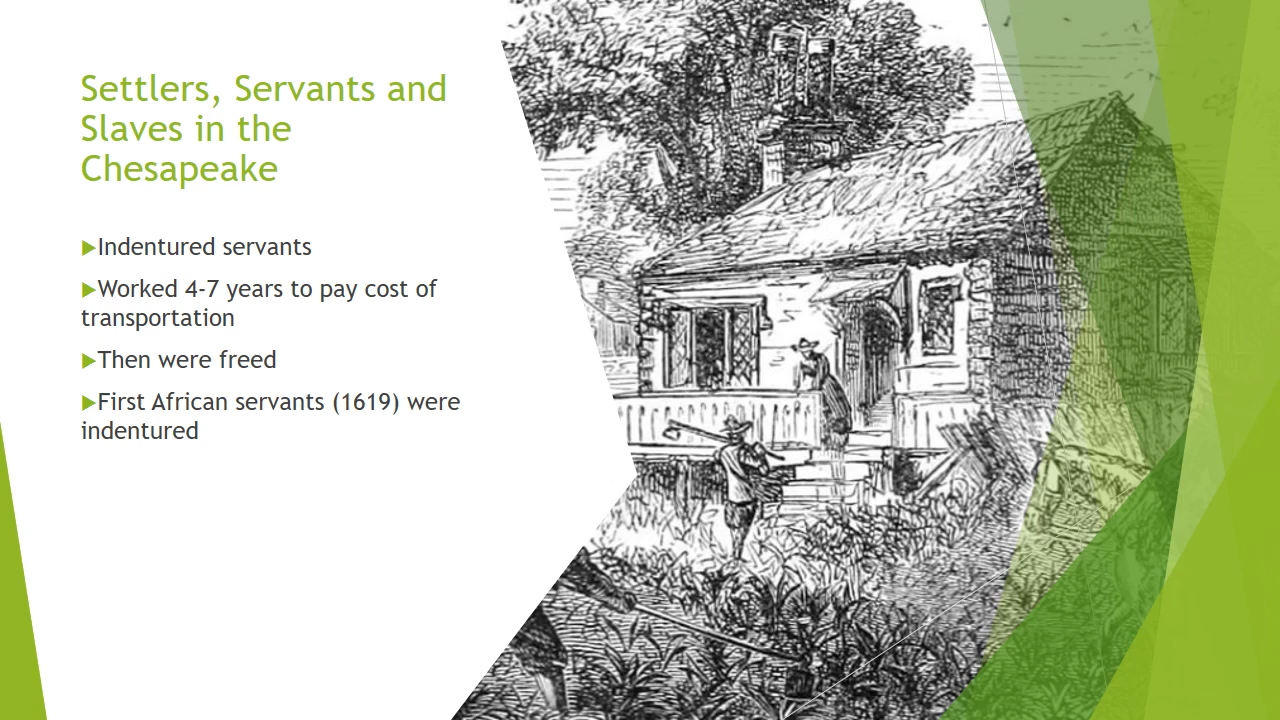 Settlers, Servants and
Slaves in the
Chesapeake
▶Indentured servants
▶Worked 4-7 years to pay cost of
transportation
▶Then were freed
▶First African servants (1619) were
indentured